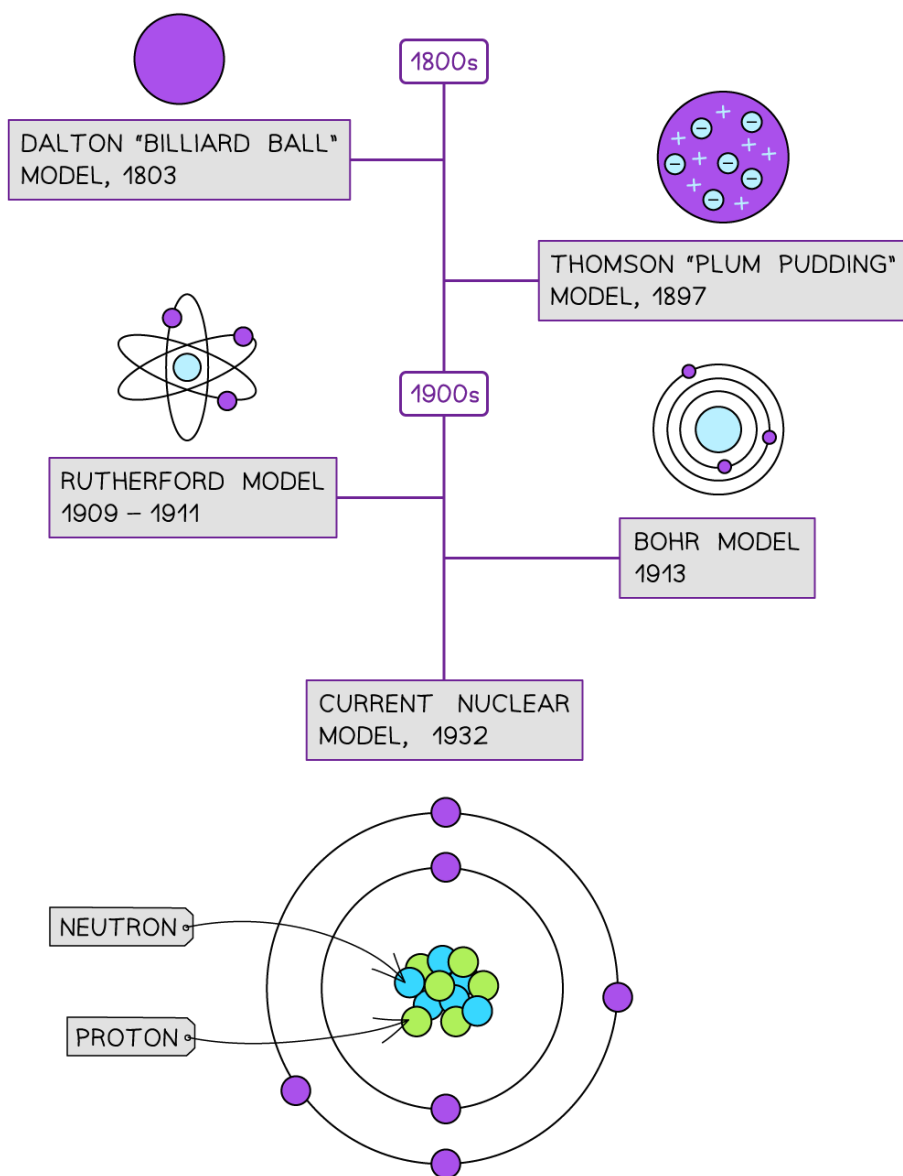 1800s
DALTON "BILLIARD BALL"
MODEL, 1803
THOMSON "PLUM PUDDING"
MODEL, 1897
1900s
RUTHERFORD MODEL
1909 – 1911
BOHR MODEL
1913
CURRENT NUCLEAR
MODEL, 1932
NEUTRON
PROTON